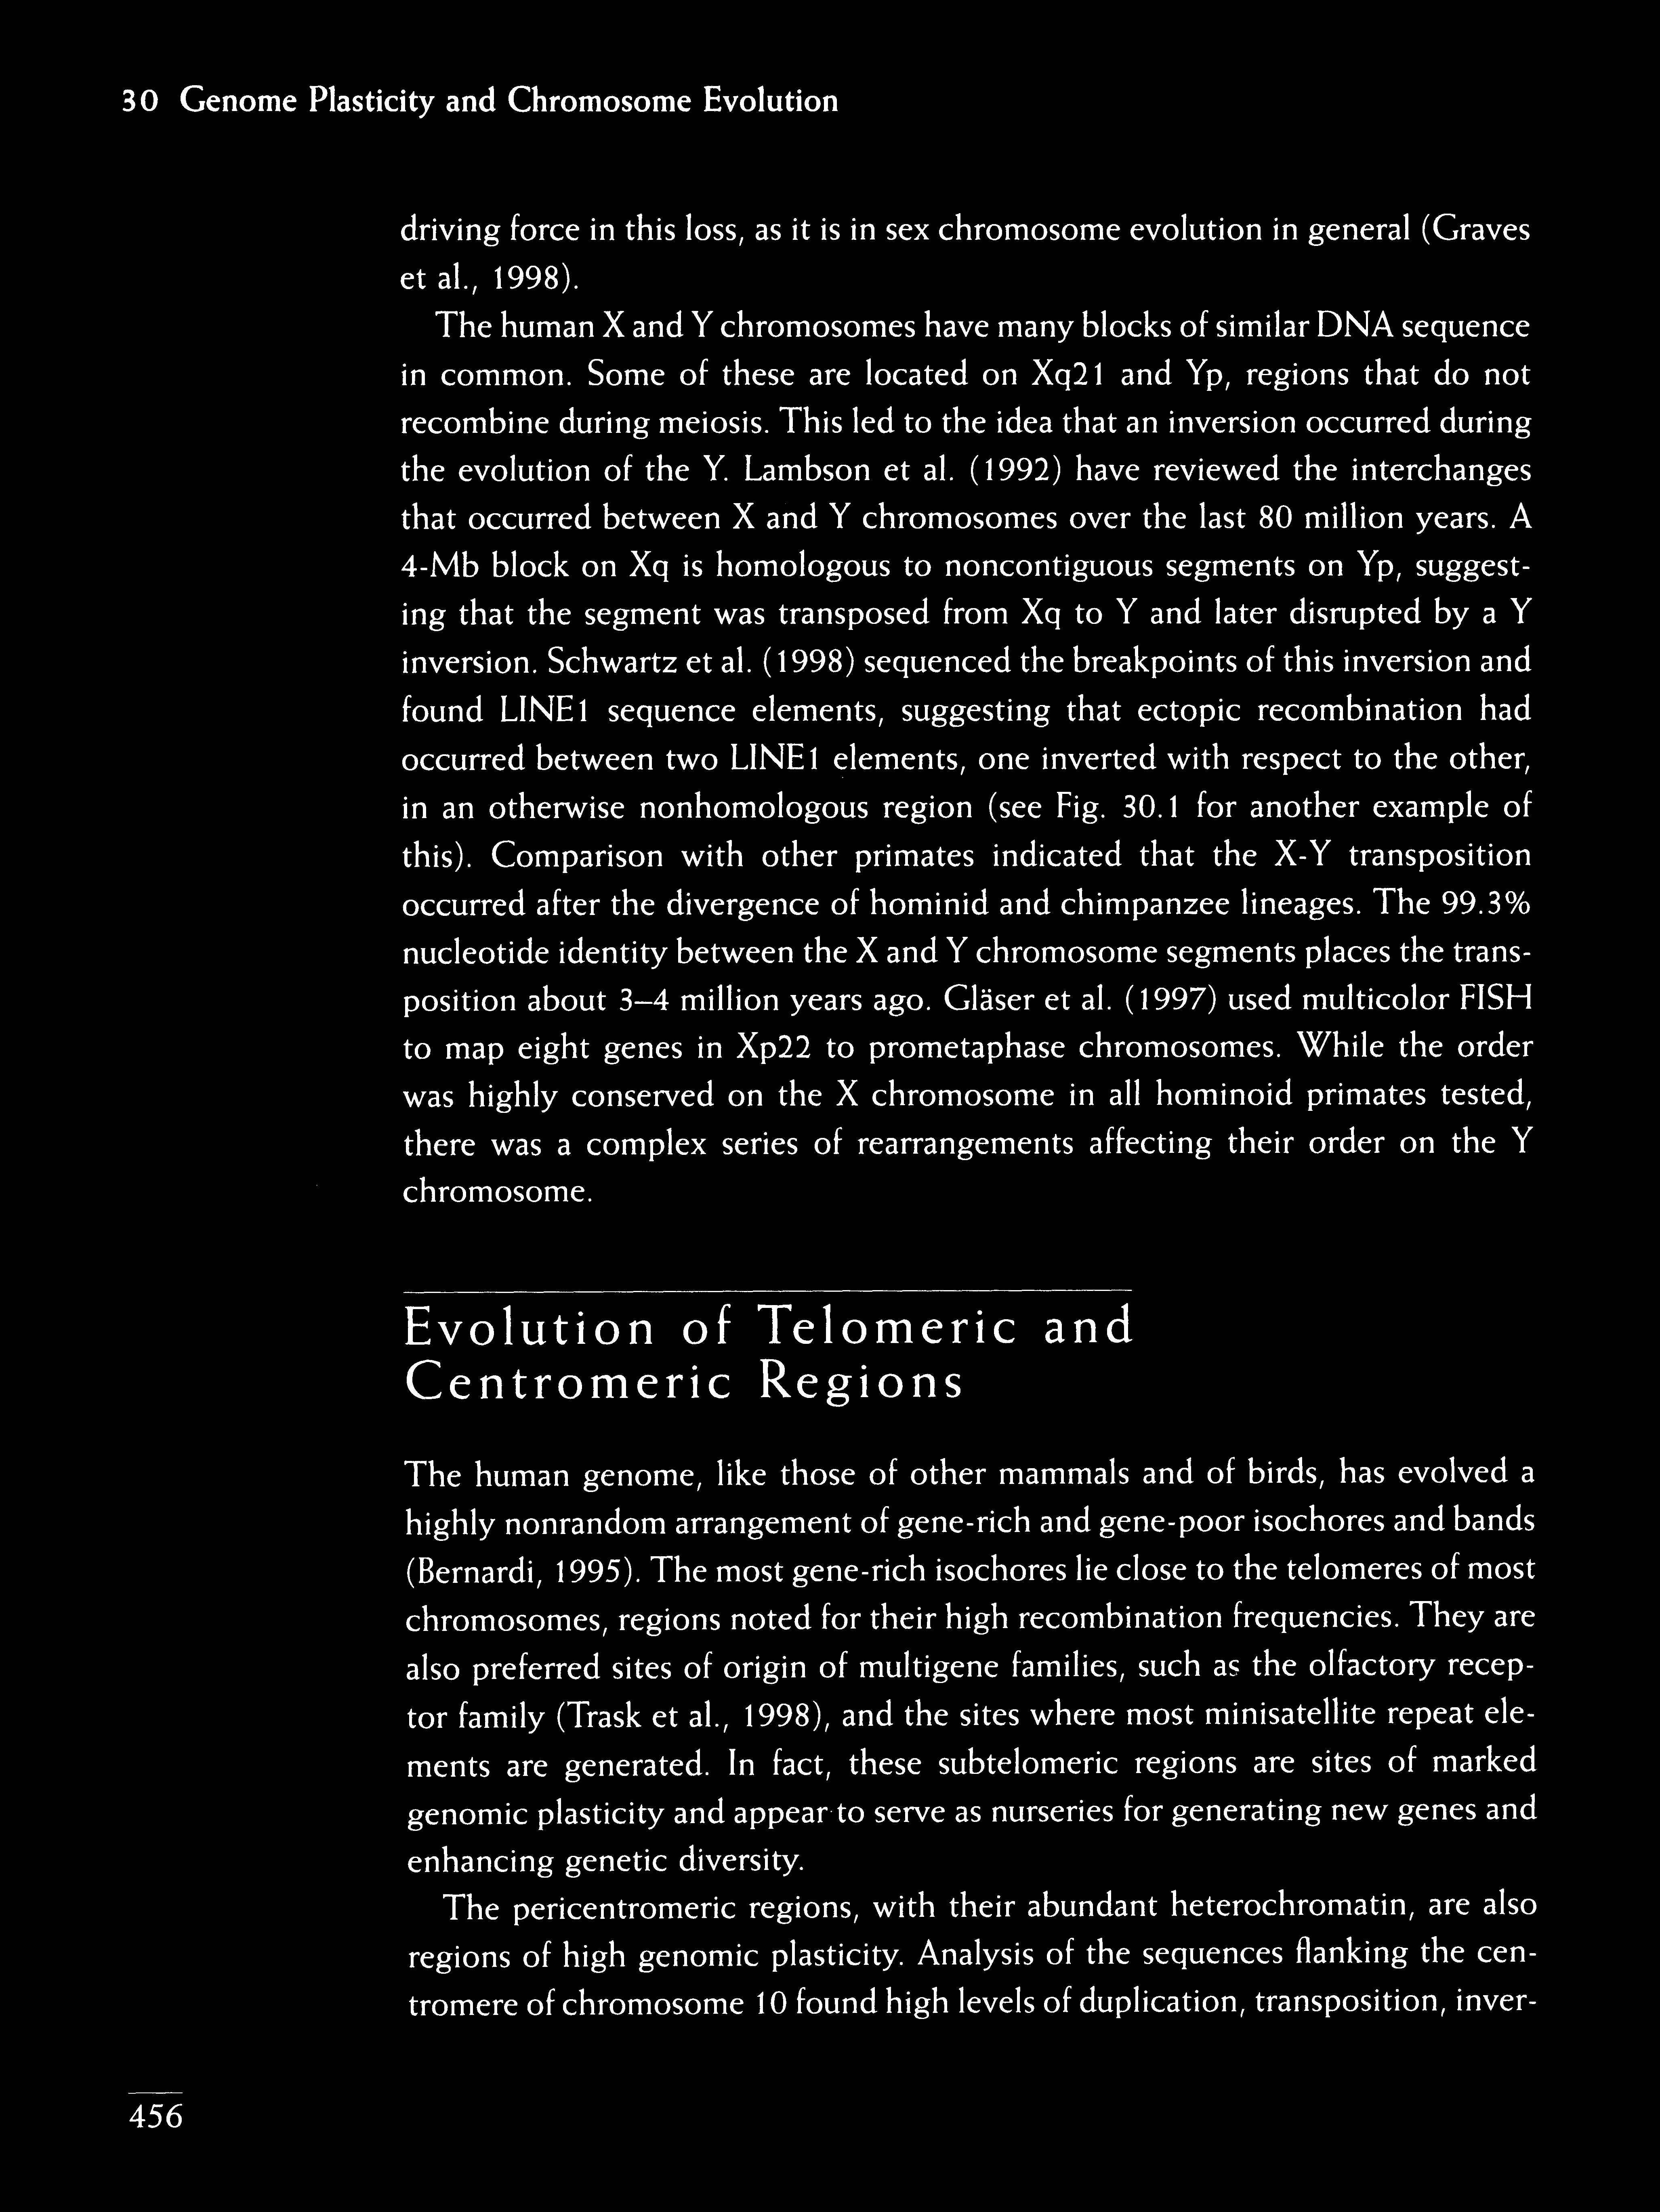 30 Genome Plasticity and Chromosome Evolution
driving force in this loss, as it is in sex chromosome evolution in general (Graves
et al., 1998).
The human X and Y chromosomes have many blocks of similar DNA sequence
in common. Some of these are located on Xq21 and Yp, regions that do not
recombine during meiosis. This led to the idea that an inversion occurred during
the evolution of the Y. Lambson et al. (1992) have reviewed the interchanges
that occurred between X and Y chromosomes over the last 80 million years. A
4-Mb block on Xq is homologous to noncontiguous segments on Yp, suggest-
ing that the segment was transposed from Xq to Y and later disrupted by a Y
inversion. Schwartz et al. (1998) sequenced the breakpoints of this inversion and
found LINE1 sequence elements, suggesting that ectopic recombination had
occurred between two LINE1 elements, one inverted with respect to the other,
in an otherwise nonhomologous region (see Fig. 30.1 for another example of
this). Comparison with other primates indicated that the X-Y transposition
occurred after the divergence of hominid and chimpanzee lineages. The 99.3%
nucleotide identity between the X and Y chromosome segments places the trans-
position about 3–4 million years ago. Gläser et al. (1997) used multicolor FISH
to map eight genes in Xp22 to prometaphase chromosomes. While the order
was highly conserved on the X chromosome in all hominoid primates tested,
there was a complex series of rearrangements affecting their order on the Y
chromosome.
Evolution of Telomeric and
Centromeric Regions
The human genome, like those of other mammals and of birds, has evolved a
highly nonrandom arrangement of gene-rich and gene-poor isochores and bands
(Bernardi, 1995). The most gene-rich isochores lie close to the telomeres of most
chromosomes, regions noted for their high recombination frequencies. They are
also preferred sites of origin of multigene families, such as the olfactory recep-
tor family (Trask et al., 1998), and the sites where most minisatellite repeat ele-
ments are generated. In fact, these subtelomeric regions are sites of marked
genomic plasticity and appear to serve as nurseries for generating new genes and
enhancing genetic diversity.
The pericentromeric regions, with their abundant heterochromatin, are also
regions of high genomic plasticity. Analysis of the sequences flanking the cen-
tromere of chromosome 10 found high levels of duplication, transposition, inver-
456